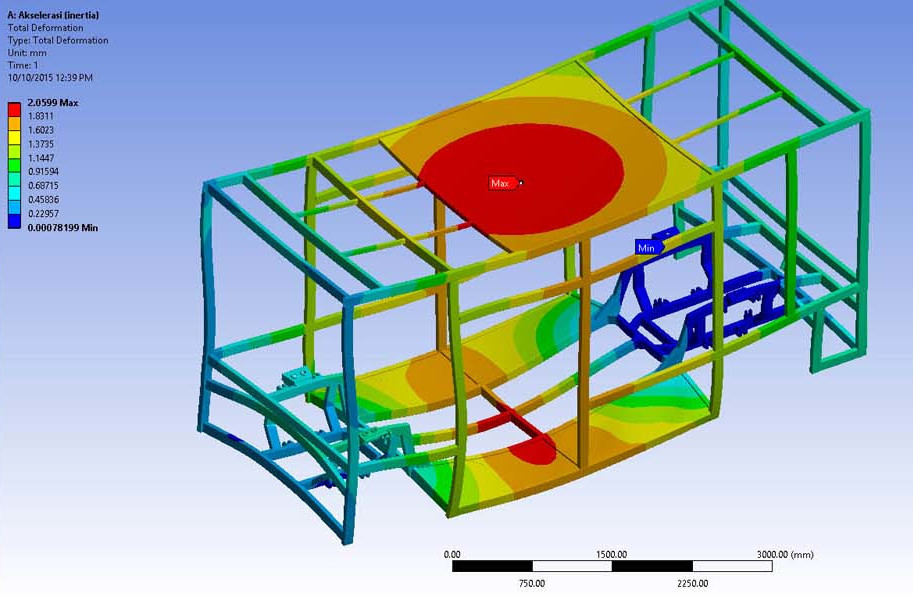 A: Akselerasi (inertia)
Total Deformation
Type: Total Deformation
Unit: mm
Time: 1
10/10/2015 12:39 PM
2.0599 Max
1.8311
1.6023
1.3735
1.1447
0.91594
0.68715
0.45836
0.22957
0.00078199 Min
Max
Min
0.00 1500.00 3000.00 (mm)
750.00 2250.00